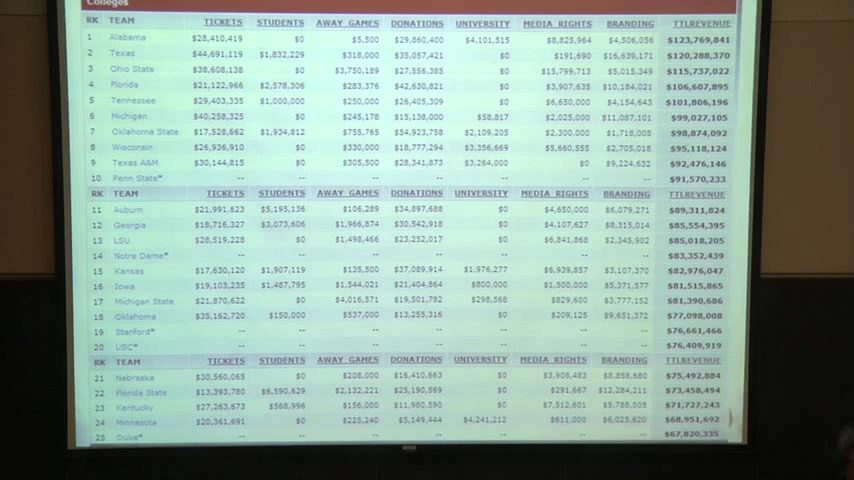 Colleges
RK TEAM TICKETS STUDENTS AWAY GAMES DONATIONS UNIVERSITY MEDIA RIGHTS BRANDING TTLREVENUE
1 Alabama $28,410,419 $0 $5,500 $29,860,400 $4,101,515 $8,825,964 $4,506,056 $123,769,841
2 Texas $44,691,119 $1,832,229 $318,000 $35,057,421 $0 $191,690 $16,639,171 $120,288,370
3 Ohio State $38,608,138 $0 $3,750,189 $27,556,385 $0 $15,799,713 $5,015,349 $115,737,022
4 Florida $21,122,966 $2,578,306 $283,376 $42,630,821 $0 $3,907,635 $10,184,021 $106,607,895
5 Tennessee $29,403,335 $1,000,000 $250,000 $26,405,309 $0 $6,650,000 $4,154,643 $101,806,196
6 Michigan $40,258,325 $0 $245,178 $15,138,000 $58,817 $2,025,000 $11,087,101 $99,027,105
7 Oklahoma State $17,528,662 $1,934,812 $755,765 $54,923,758 $2,109,205 $2,300,000 $1,718,005 $98,874,092
8 Wisconsin $26,936,910 $0 $330,000 $18,777,294 $3,356,669 $5,660,555 $2,705,018 $95,118,124
9 Texas A&M $30,144,815 $0 $305,500 $28,341,873 $3,264,000 $0 $9,224,632 $92,476,146
10 Penn State* -- -- -- -- -- -- -- $91,570,233
RK TEAM TICKETS STUDENTS AWAY GAMES DONATIONS UNIVERSITY MEDIA RIGHTS BRANDING TTLREVENUE
11 Auburn $21,991,623 $5,195,136 $106,289 $34,897,688 $0 $4,650,000 $6,079,271 $89,311,824
12 Georgia $18,716,327 $3,073,606 $1,966,874 $30,542,918 $0 $4,107,627 $8,315,014 $85,554,395
13 LSU $28,519,228 $0 $1,498,466 $23,252,017 $0 $6,841,868 $2,345,902 $85,018,205
14 Notre Dame* -- -- -- -- -- -- -- $83,352,439
15 Kansas $17,630,120 $1,907,119 $135,500 $37,089,914 $1,976,277 $6,939,857 $3,107,370 $82,976,047
16 Iowa $19,103,235 $1,487,795 $1,544,021 $21,404,864 $800,000 $1,500,000 $5,371,577 $81,515,865
17 Michigan State $21,870,622 $0 $4,016,571 $19,501,782 $298,568 $829,600 $3,777,152 $81,390,686
18 Oklahoma $35,162,720 $150,000 $537,000 $13,255,316 $0 $209,125 $9,651,372 $77,098,008
19 Stanford* -- -- -- -- -- -- -- $76,661,466
20 USC* -- -- -- -- -- -- -- $76,409,919
RK TEAM TICKETS STUDENTS AWAY GAMES DONATIONS UNIVERSITY MEDIA RIGHTS BRANDING TTLREVENUE
21 Nebraska $30,560,065 $0 $208,000 $16,410,663 $0 $3,908,483 $8,858,680 $75,492,884
22 Florida State $13,393,780 $6,590,629 $2,132,221 $25,190,569 $0 $291,667 $12,284,211 $73,458,494
23 Kentucky $27,263,673 $568,996 $156,000 $11,980,590 $0 $7,512,601 $5,788,505 $71,727,243
24 Minnesota $20,361,691 $0 $225,240 $5,149,444 $4,241,212 $611,000 $6,025,620 $68,951,692
25 Duke* -- -- -- -- -- -- -- $67,820,335